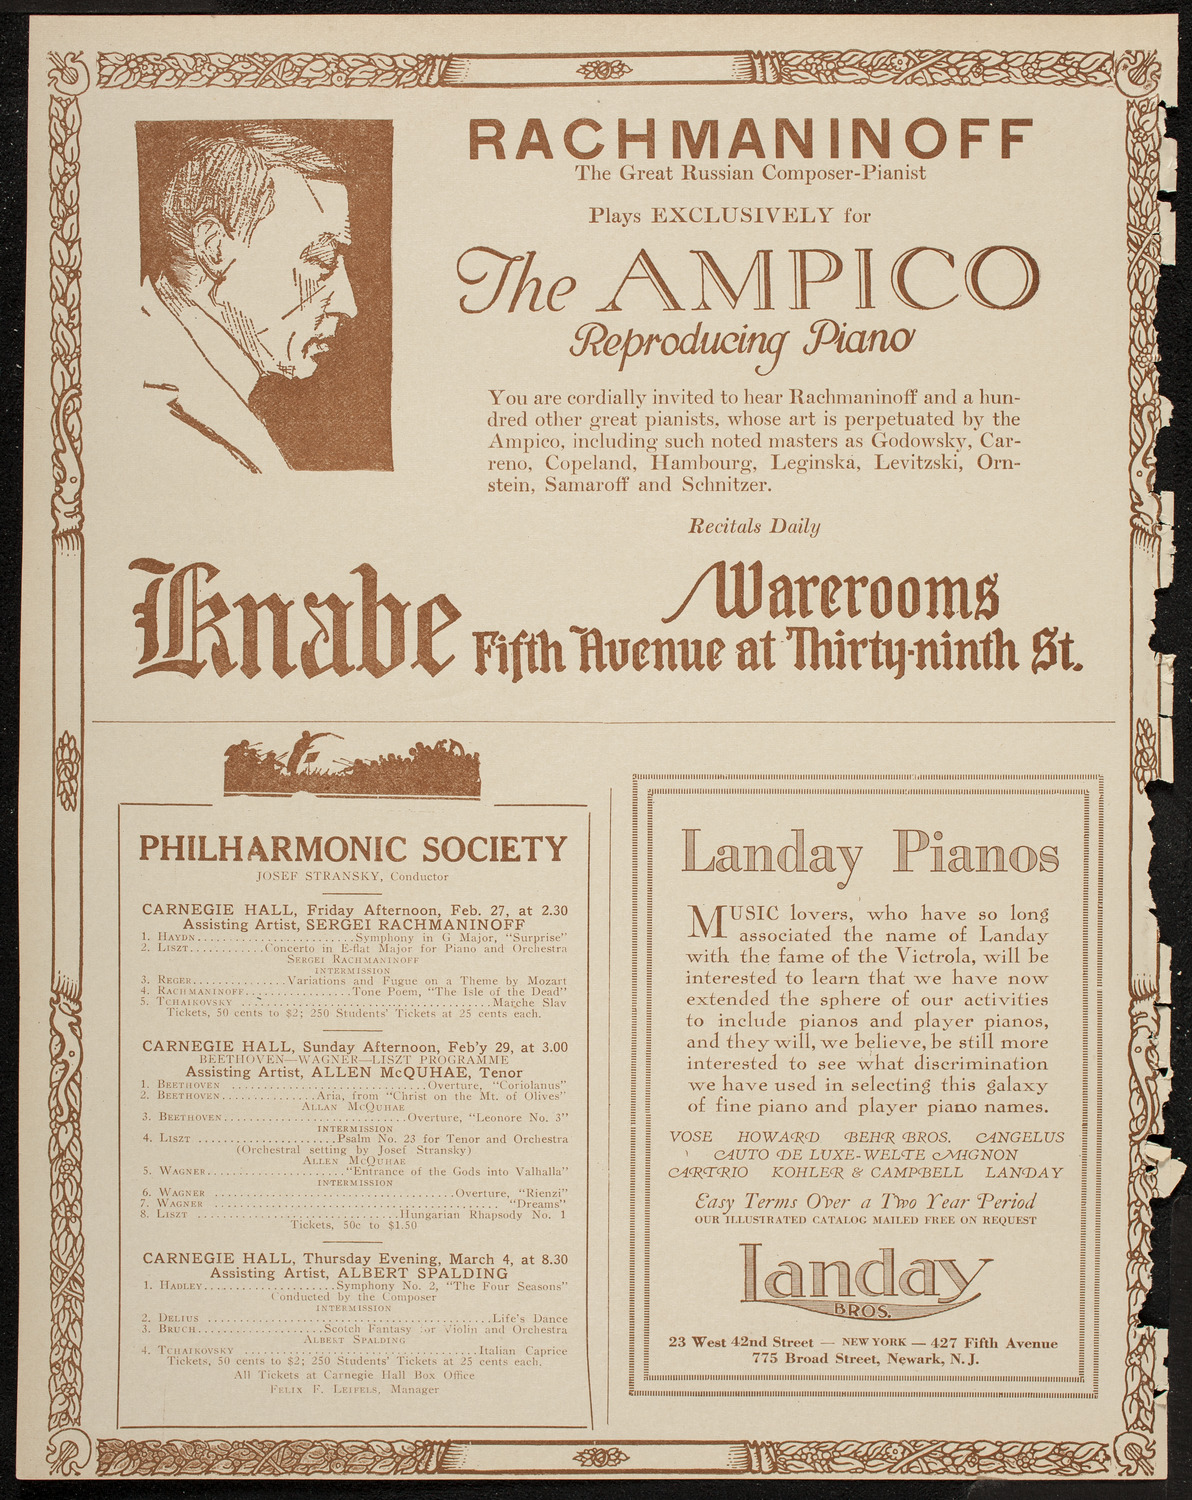 RACHMANINOFF
The Great Russian Composer-Pianist
Plays EXCLUSIVELY for
The AMPICO
Reproducing Piano
You are cordially invited to hear Rachmaninoff and a hun-
dred other great pianists, whose art is perpetuated by the
Ampico, including such noted masters as Godowsky, Car-
reno, Copeland, Hambourg, Leginska, Levitzski, Orn-
stein, Samaroff and Schnitzer.
Recitals Daily
Knabe Warerooms
Fifth Avenue at Thirty-ninth St.
PHILHARMONIC SOCIETY
JOSEF STRANSKY, Conductor
CARNEGIE HALL, Friday Afternoon, Feb. 27, at 2.30
Assisting Artist, SERGEI RACHMANINOFF
1. HAYDN.........................Symphony in G Major, "Surprise"
2. LISZT............Concerto in E-flat Major for Piano and Orchestra
SERGEI RACHMANINOFF
INTERMISSION
3. REGER...............Variations and Fugue on a Theme by Mozart
4. RACHMANINOFF.................Tone Poem, "The Isle of the Dead"
5. TCHAIKOVSKY ........................................Marche Slav
Tickets, 50 cents to $2; 250 Students' Tickets at 25 cents each.
CARNEGIE HALL, Sunday Afternoon, Feb'y 29, at 3.00
BEETHOVEN—WAGNER—LISZT PROGRAMME
Assisting Artist, ALLEN McQUHAE, Tenor
1. BEETHOVEN ...............................Overture, "Coriolanus"
2. BEETHOVEN...............Aria, from "Christ on the Mt. of Olives"
ALLAN MCQUHAE
3. BEETHOVEN.............................Overture, "Leonore No. 3"
INTERMISSION
4. LISZT ......................Psalm No. 23 for Tenor and Orchestra
(Orchestral setting by Josef Stransky)
ALLEN MCQUHAE
5. WAGNER......................"Entrance of the Gods into Valhalla"
INTERMISSION
6. WAGNER ......................................Overture, "Rienzi"
7. WAGNER .............................................."Dreams"
8. LISZT ................................Hungarian Rhapsody No. 1
Tickets, 50c to $1.50
CARNEGIE HALL, Thursday Evening, March 4, at 8.30
Assisting Artist, ALBERT SPALDING
1. HADLEY.....................Symphony No. 2, "The Four Seasons"
Conducted by the Composer
INTERMISSION
2. DELIUS .............................................Life's Dance
3. BRUCH....................Scotch Fantasy for Violin and Orchestra
ALBERT SPALDING
4. TCHAIKOVSKY .....................................Italian Caprice
Tickets, 50 cents to $2; 250 Students' Tickets at 25 cents each.
All Tickets at Carnegie Hall Box Office
FELIX F. LEIFELS, Manager
Landay Pianos
MUSIC lovers, who have so long
associated the name of Landay
with the fame of the Victrola, will be
interested to learn that we have now
extended the sphere of our activities
to include pianos and player pianos,
and they will, we believe, be still more
interested to see what discrimination
we have used in selecting this galaxy
of fine piano and player piano names.
VOSE HOWARD BEHR BROS. ANGELUS
AUTO DE LUXE-WELTE MIGNON
ARTRIO KOHLER & CAMPBELL LANDAY
Easy Terms Over a Two Year Period
OUR ILLUSTRATED CATALOG MAILED FREE ON REQUEST
Landay
BROS.
23 West 42nd Street — NEW YORK — 427 Fifth Avenue
775 Broad Street, Newark, N. J.